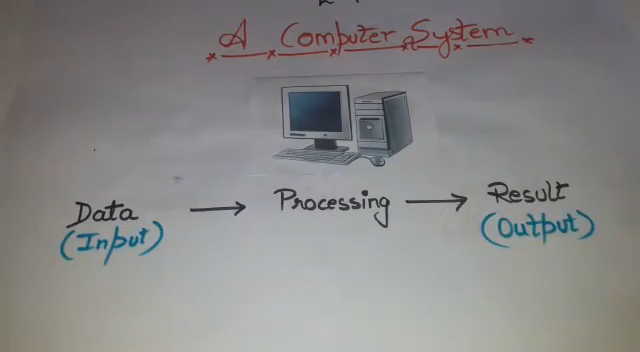 A Computer System
Data → Processing → Result
(Input) (Output)